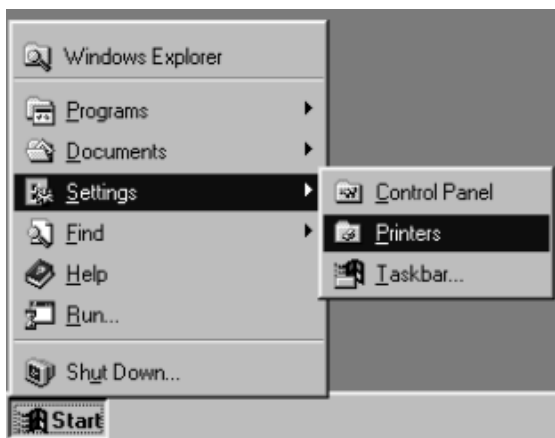 Windows Explorer
Programs
Documents
Settings
Control Panel
Find
Printers
Help
Taskbar...
Run...
Shut Down...
Start